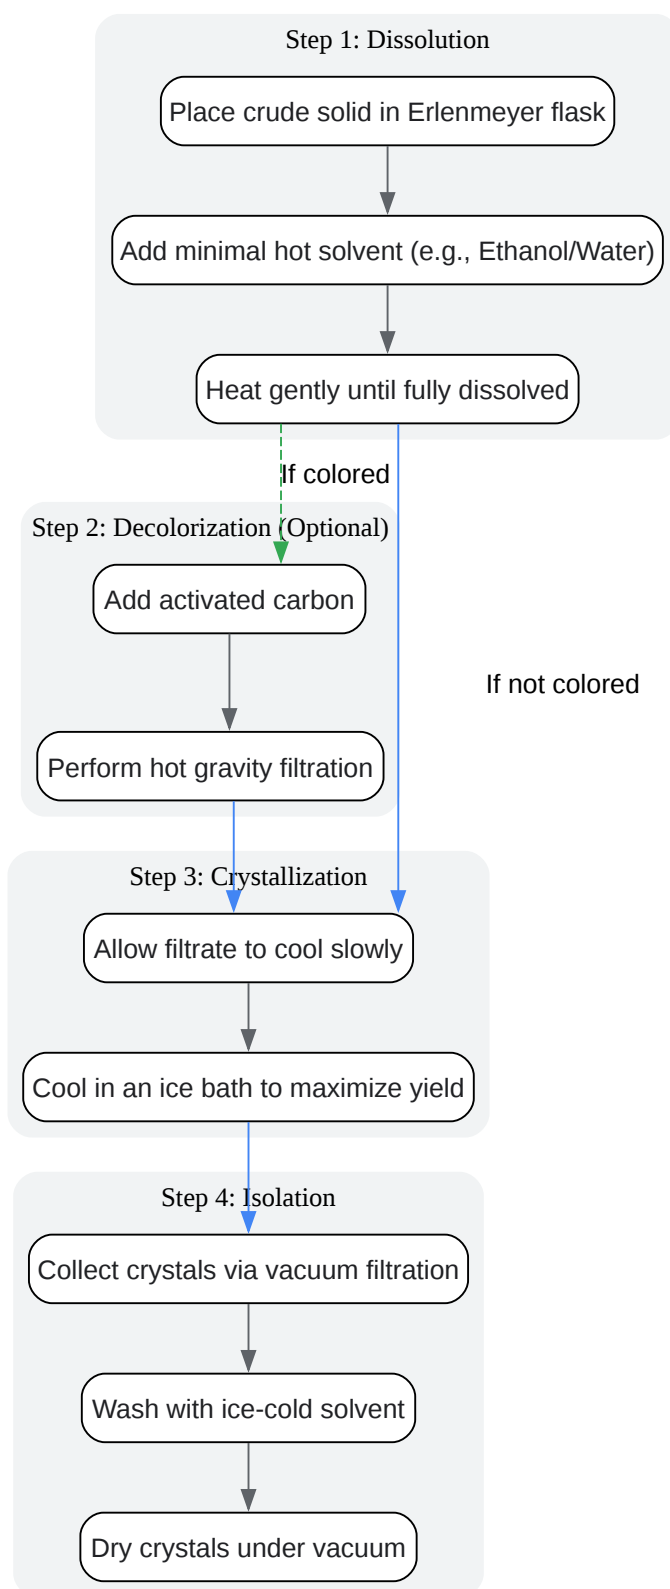 Step 1: Dissolution
Place crude solid in Erlenmeyer flask
Add minimal hot solvent (e.g., Ethanol/Water)
Heat gently until fully dissolved
If colored
Step 2: Decolorization (Optional)
Add activated carbon
If not colored
Perform hot gravity filtration
Step 3: Crystallization
Allow filtrate to cool slowly
Cool in an ice bath to maximize yield
Step 4: Isolation
Collect crystals via vacuum filtration
Wash with ice-cold solvent
Dry crystals under vacuum